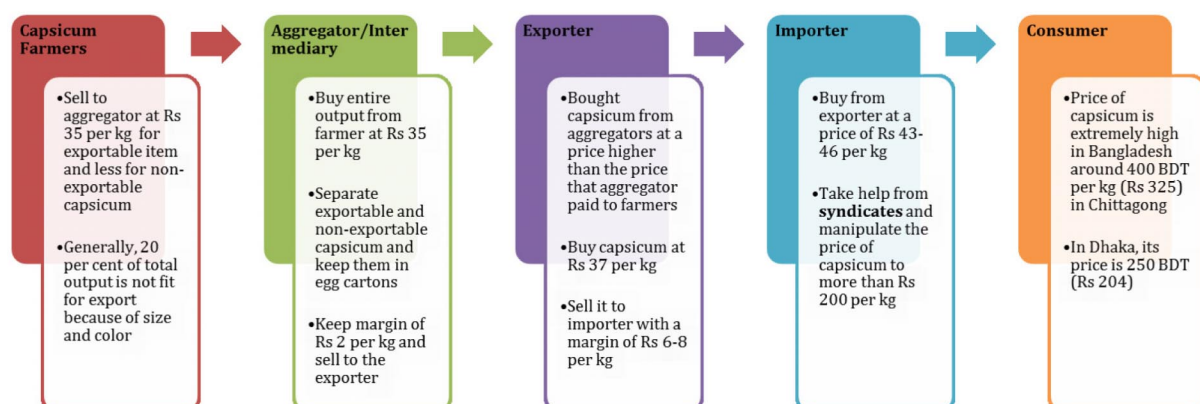 Capsicum
Farmers
•Sell to
aggregator at Rs
35 per kg for
exportable item
and less for non-
exportable
capsicum
•Generally, 20
per cent of total
output is not fit
for export
because of size
and color
Aggregator/Inter
mediary
•Buy entire
output from
farmer at Rs 35
per kg
•Separate
exportable and
non-exportable
capsicum and
keep them in
egg cartons
•Keep margin of
Rs 2 per kg and
sell to the
exporter
Exporter
•Bought
capsicum from
aggregators at a
price higher
than the price
that aggregator
paid to farmers
•Buy capsicum at
Rs 37 per kg
•Sell it to
importer with a
margin of Rs 6-8
per kg
Importer
•Buy from
exporter at a
price of Rs 43-
46 per kg
•Take help from
syndicates and
manipulate the
price of
capsicum to
more than Rs
200 per kg
Consumer
•Price of
capsicum is
extremely high
in Bangladesh
around 400 BDT
per kg (Rs 325)
in Chittagong
•In Dhaka, its
price is 250 BDT
(Rs 204)